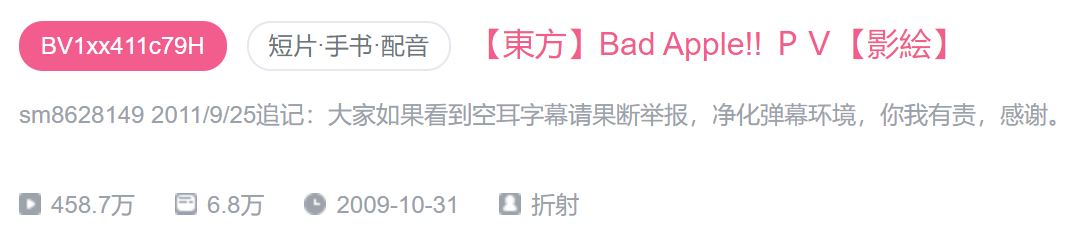 BV1xx411c79H 短片·手书·配音 【東方】Bad Apple!! ＰＶ【影絵】
sm8628149 2011/9/25追记：大家如果看到空耳字幕请果断举报，净化弹幕环境，你我有责，感谢。
458.7万 6.8万 2009-10-31 折射